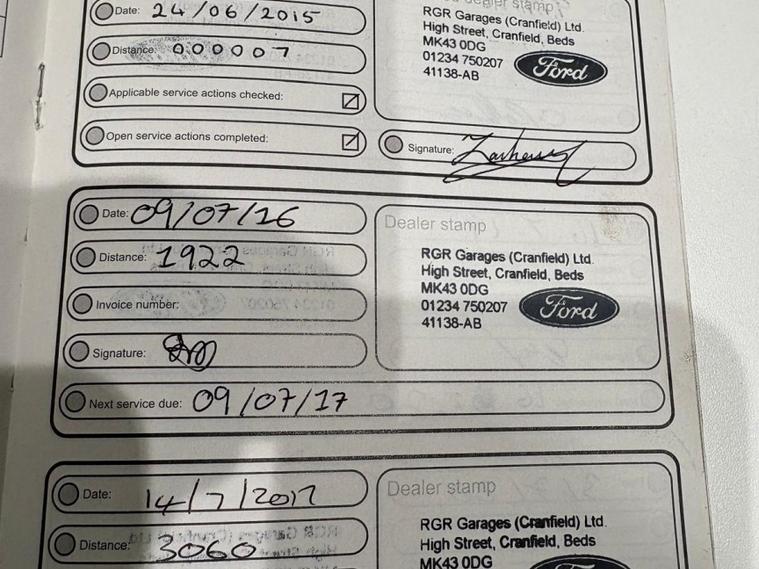 Date: 24/06/2015
Distance: 000007
Applicable service actions checked:
Open service actions completed:
dealer stamp
RGR Garages (Cranfield) Ltd.
High Street, Cranfield, Beds
MK43 0DG
01234 750207
41138-AB
Ford
Signature:
Date: 09/07/16
Distance: 1922
Invoice number:
Signature:
Next service due: 09/07/17
Dealer stamp
RGR Garages (Cranfield) Ltd.
High Street, Cranfield, Beds
MK43 0DG
01234 750207
41138-AB
Ford
Date: 14/7/2017
Distance: 3060
Dealer stamp
RGR Garages (Cranfield) Ltd.
High Street, Cranfield, Beds
MK43 0DG